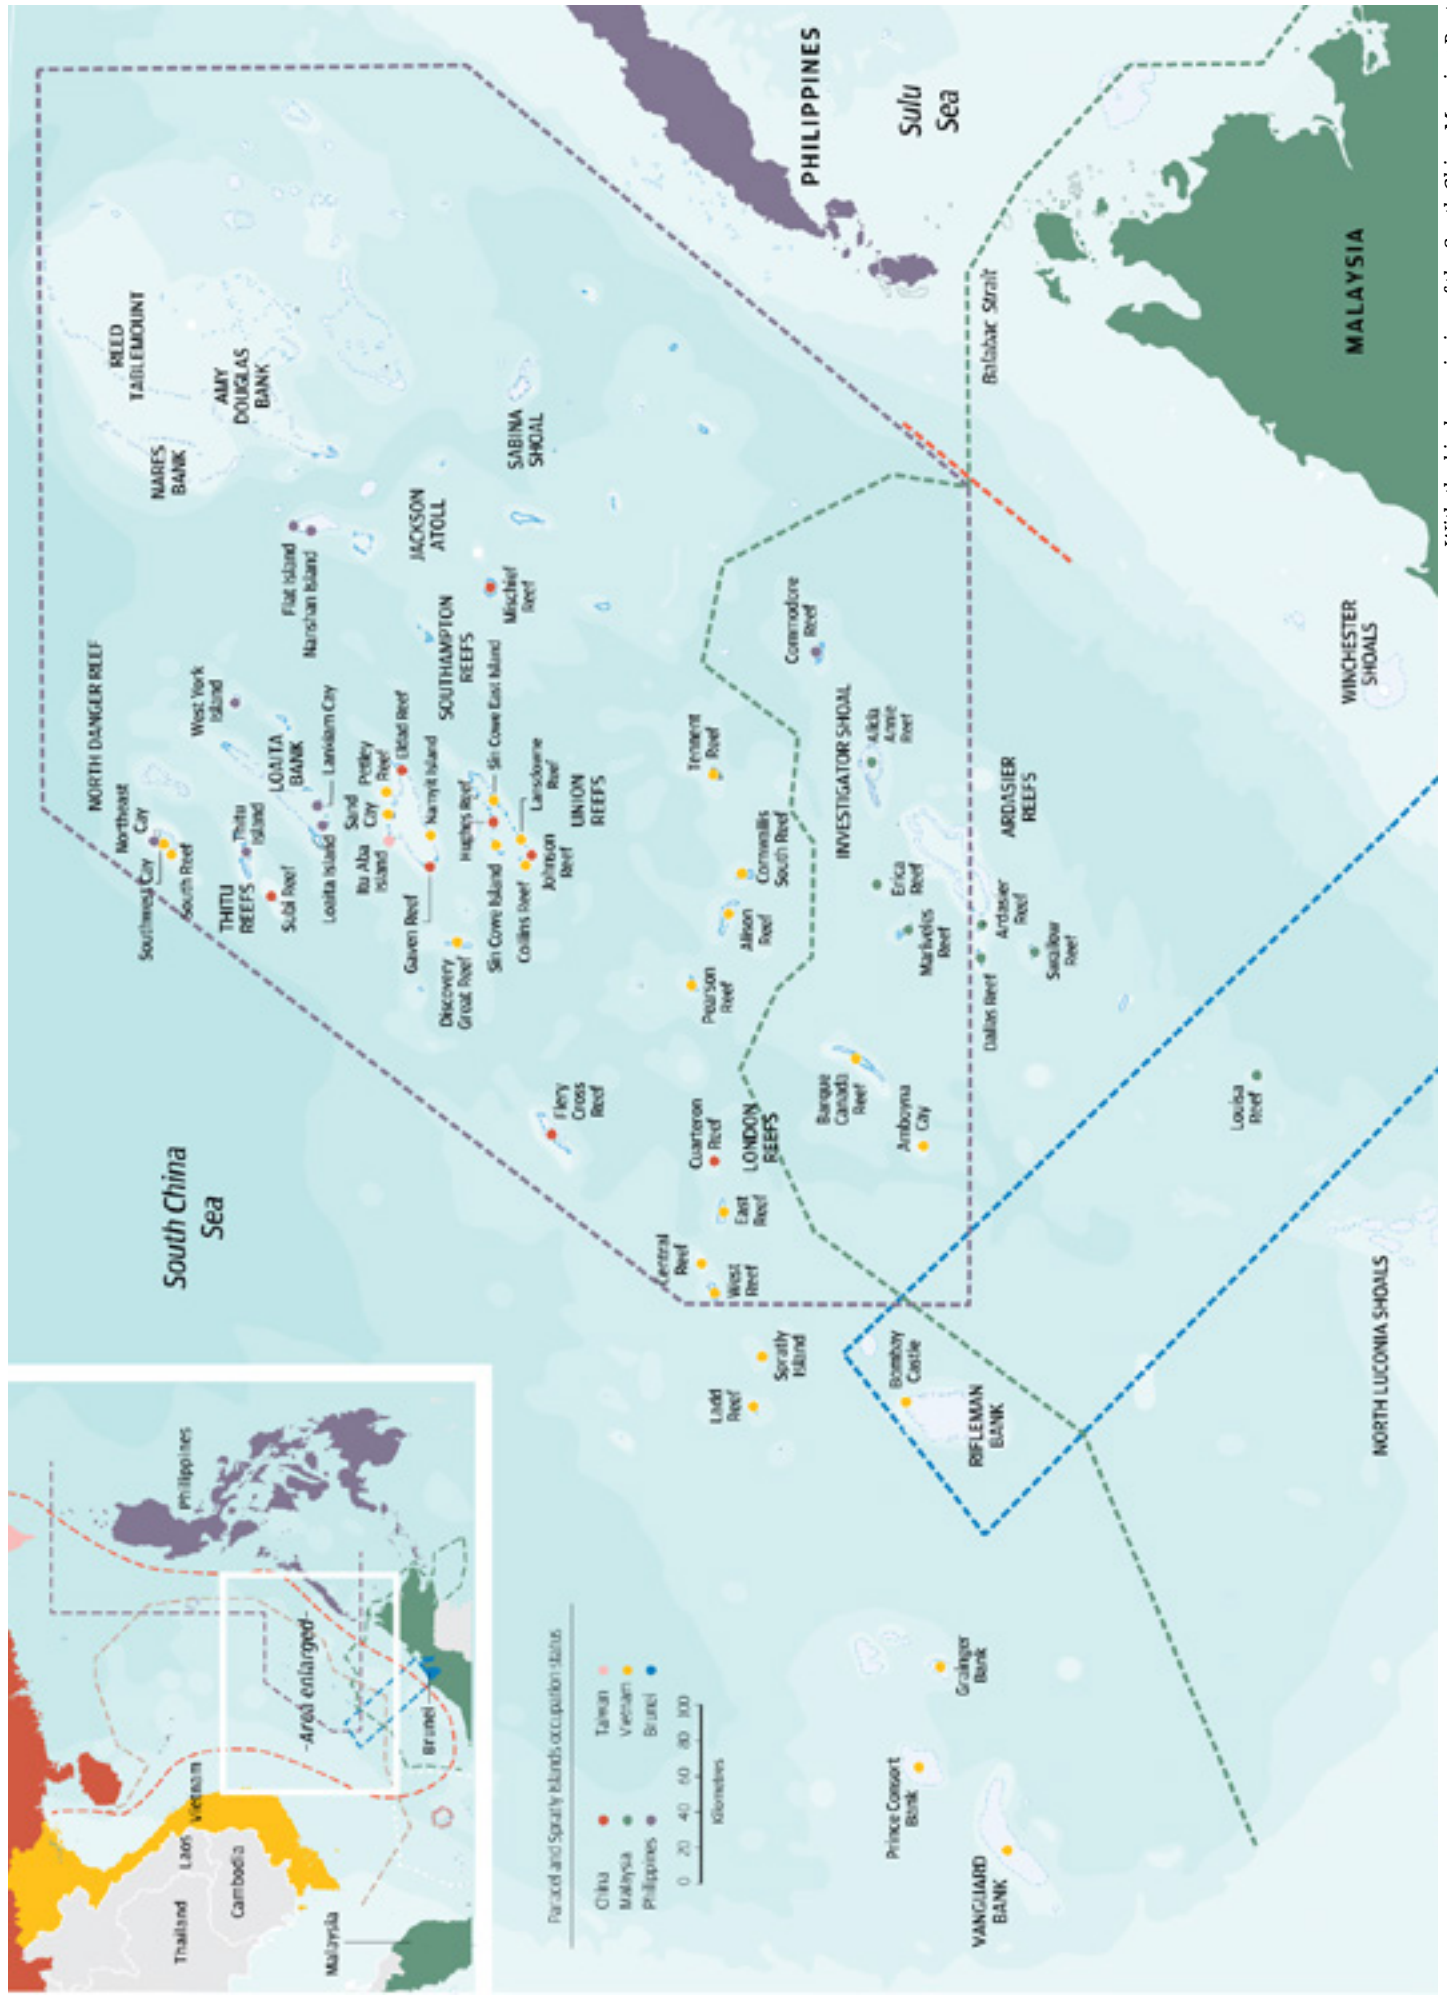 Thailand
Laos
Vietnam
Cambodia
Malaysia
Philippines
-Area enlarged-
Brunei
South China
Sea
Paracel and Spratly Islands occupation status
China
Taiwan
Malaysia
Vietnam
Philippines
Brunei
0 20 40 60 80 100
Kilometres
NORTH DANGER REEF
Northeast
Cay
Southwest Cay
South Reef
West York
Island
THITU
REEFS
Thitu
Island
Subi Reef
LOAITA
BANK
Lankiam Cay
Loaita Island
Flat Island
Nanshan Island
NARES
BANK
REED
TABLEMOUNT
AMY
DOUGLAS
BANK
Itu Aba
Island
Sand
Cay
Petley
Reef
Eldad Reef
Namyit Island
Gaven Reef
Discovery
Great Reef
JACKSON
ATOLL
SOUTHAMPTON
REEFS
SABINA
SHOAL
Mischief
Reef
Hughes Reef
Sin Cowe East Island
Sin Cowe Island
Collins Reef
Lansdowne
Reef
Johnson
Reef
UNION
REEFS
Fiery
Cross
Reef
Central
Reef
West
Reef
East
Reef
Cuarteron
Reef
LONDON
REEFS
Pearson
Reef
Alison
Reef
Cornwallis
South Reef
Tennent
Reef
Ladd
Reef
Spratly
Island
Commodore
Reef
INVESTIGATOR SHOAL
Alicia
Annie
Reef
Erica
Reef
Mariveles
Reef
Barque
Canada
Reef
Amboyna
Cay
Bombay
Castle
RIFLEMAN
BANK
ARDASIER
REEFS
Ardasier
Reef
Dallas Reef
Swallow
Reef
Prince Consort
Bank
Grainger
Bank
VANGUARD
BANK
Louisa
Reef
NORTH LUCONIA SHOALS
WINCHESTER
SHOALS
PHILIPPINES
Sulu
Sea
Balabac Strait
MALAYSIA